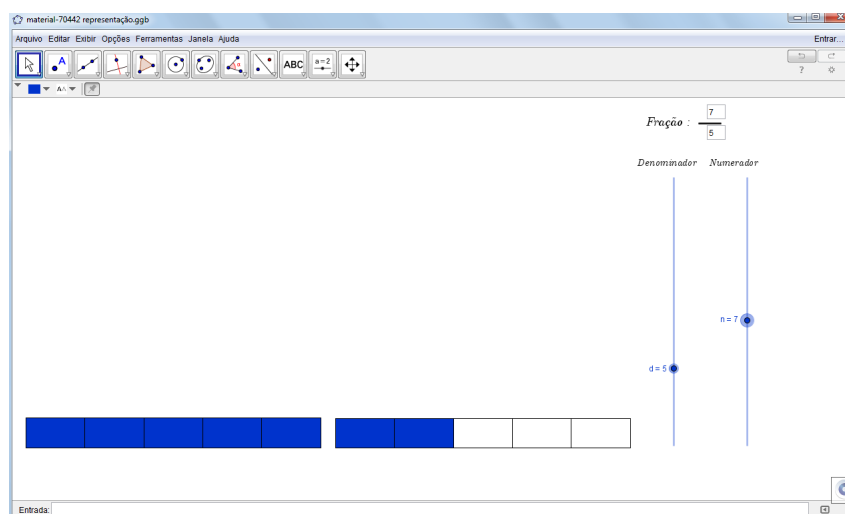 material-70442 representação.ggb
Arquivo Editar Exibir Opções Ferramentas Janela Ajuda Entrar...
A ABC a=2
?
AA
Fração : 7
5
Denominador Numerador
n = 7
d = 5
Entrada: